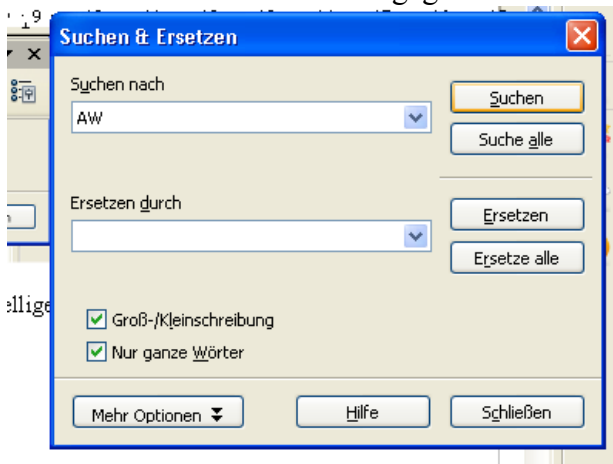 Suchen & Ersetzen
Suchen nach
AW
Suchen
Suche alle
Ersetzen durch
Ersetzen
Ersetze alle
ellige
Groß-/Kleinschreibung
Nur ganze Wörter
Mehr Optionen
Hilfe
Schließen